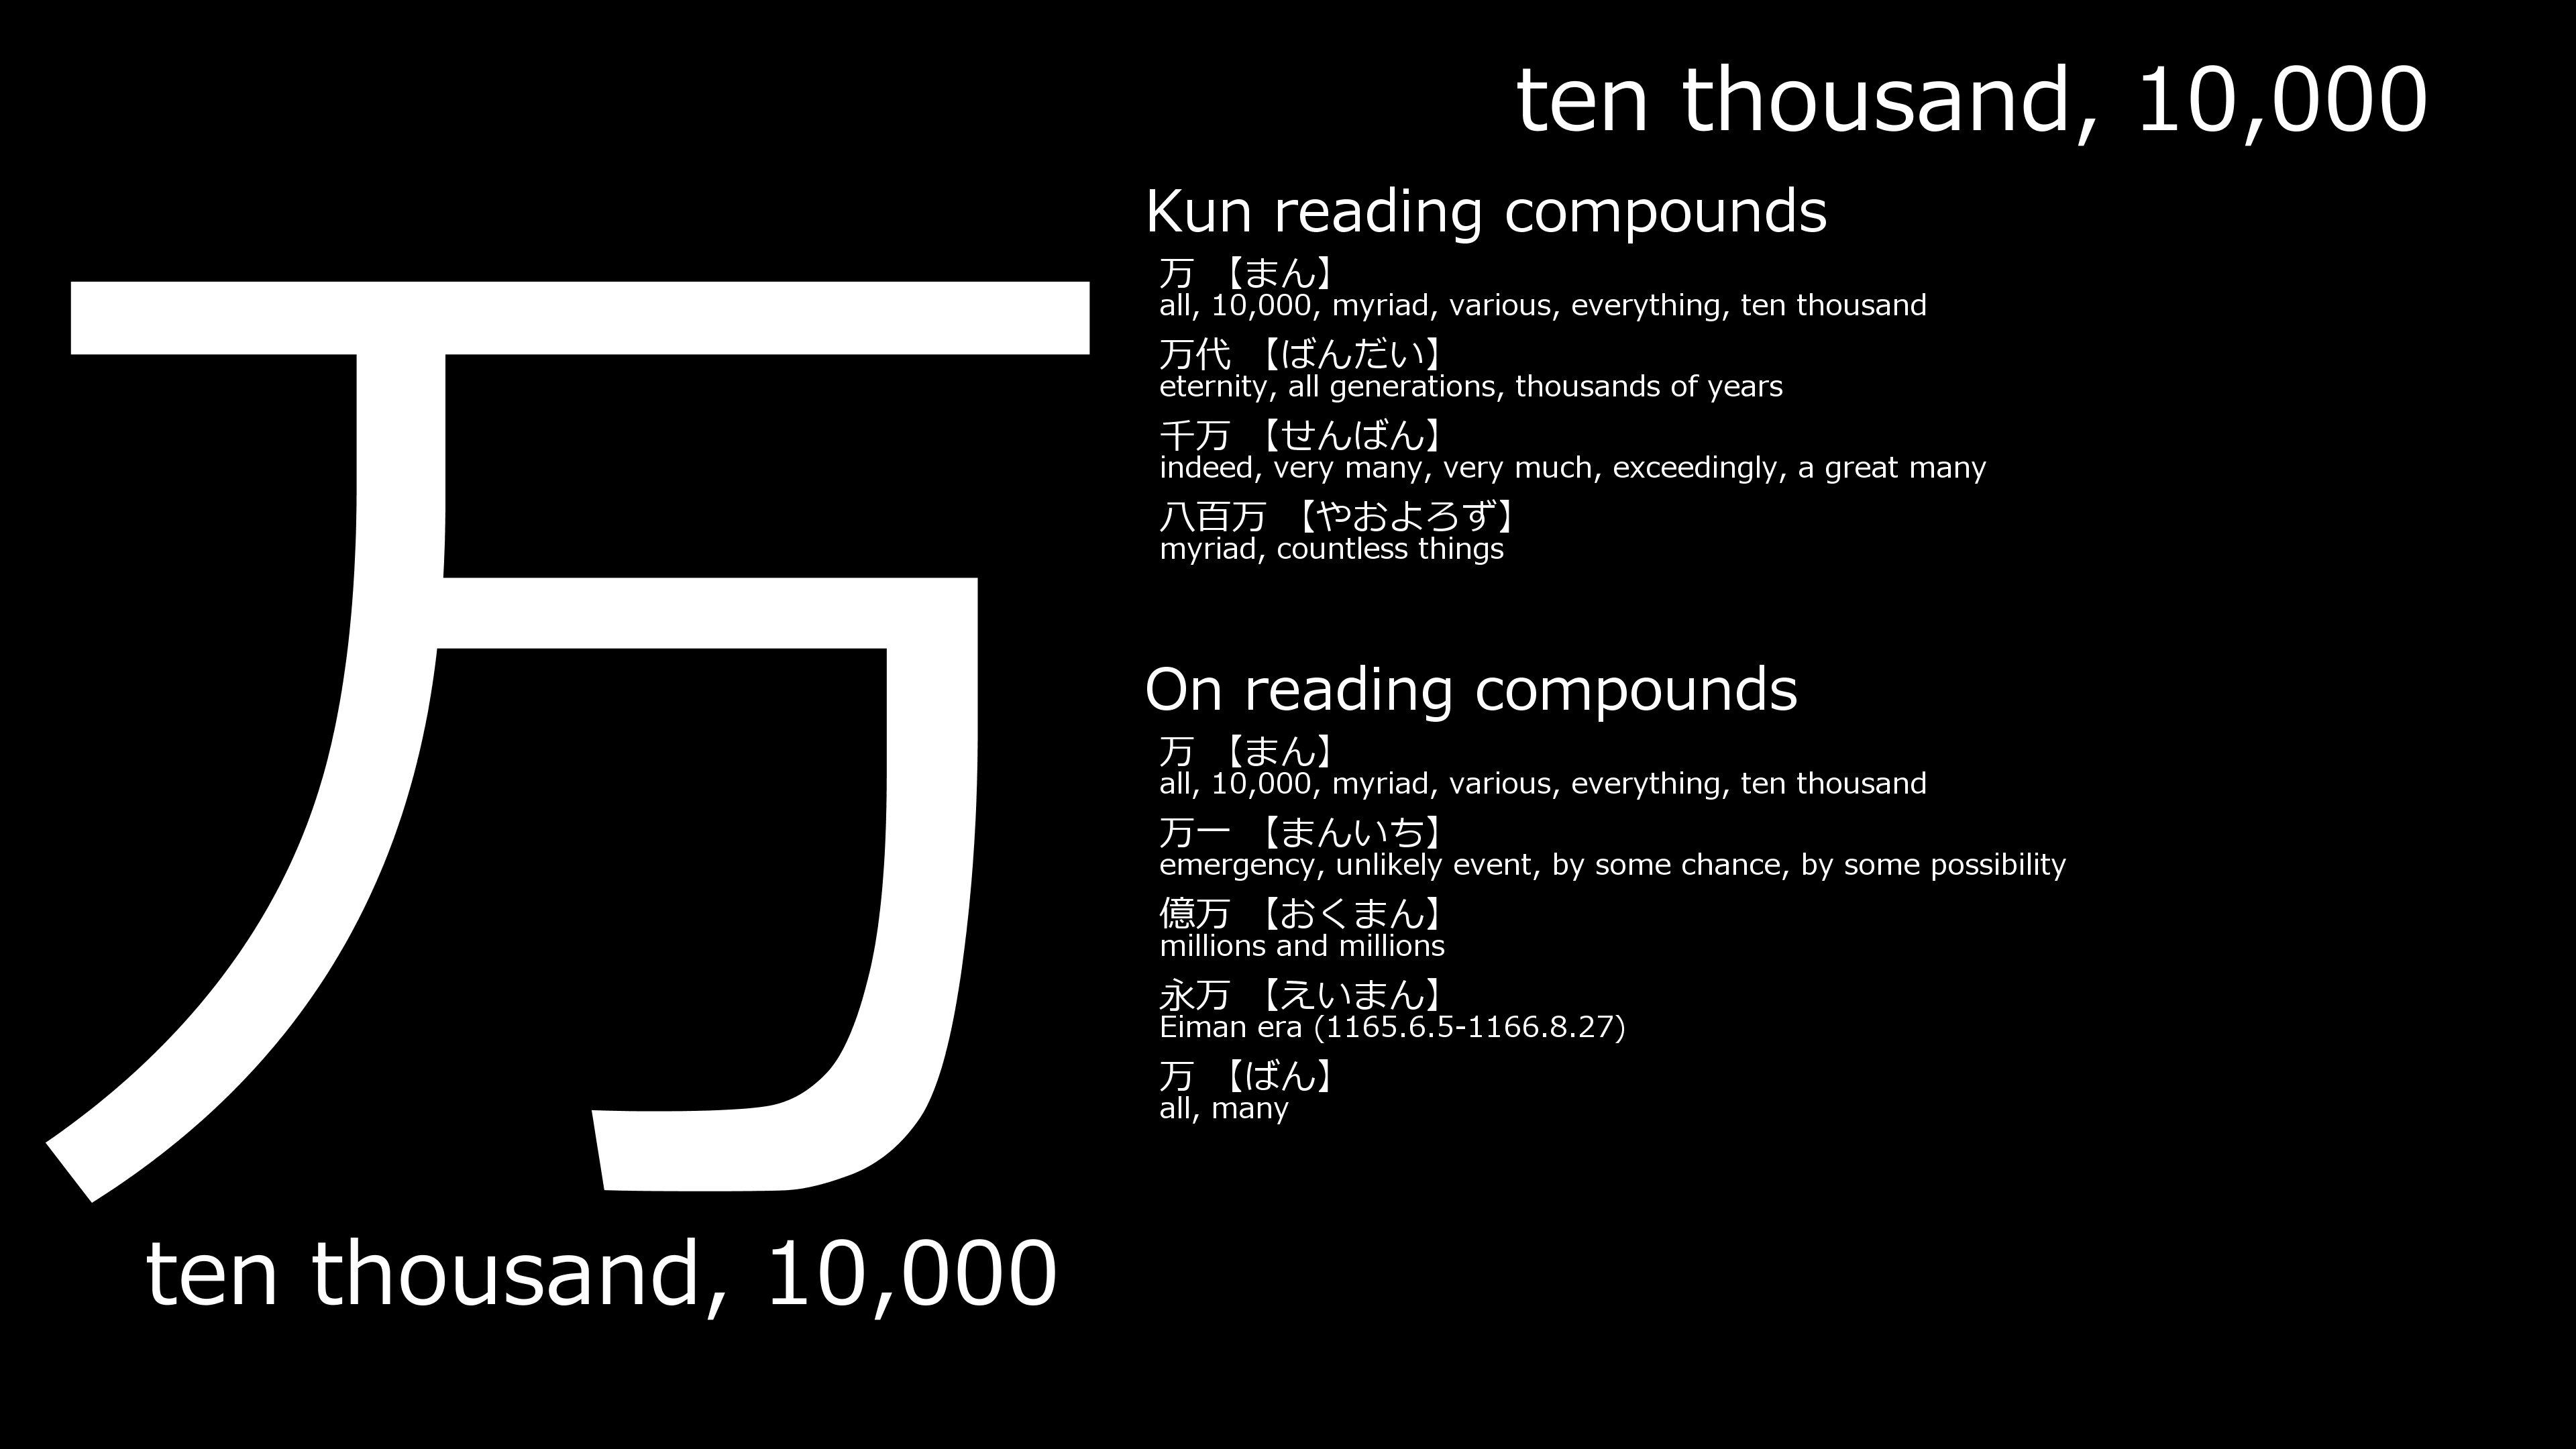 ten thousand, 10,000
万
ten thousand, 10,000
Kun reading compounds
万 【まん】
all, 10,000, myriad, various, everything, ten thousand
万代 【ばんだい】
eternity, all generations, thousands of years
千万 【せんばん】
indeed, very many, very much, exceedingly, a great many
八百万 【やおよろず】
myriad, countless things
On reading compounds
万 【まん】
all, 10,000, myriad, various, everything, ten thousand
万一 【まんいち】
emergency, unlikely event, by some chance, by some possibility
億万 【おくまん】
millions and millions
永万 【えいまん】
Eiman era (1165.6.5-1166.8.27)
万 【ばん】
all, many